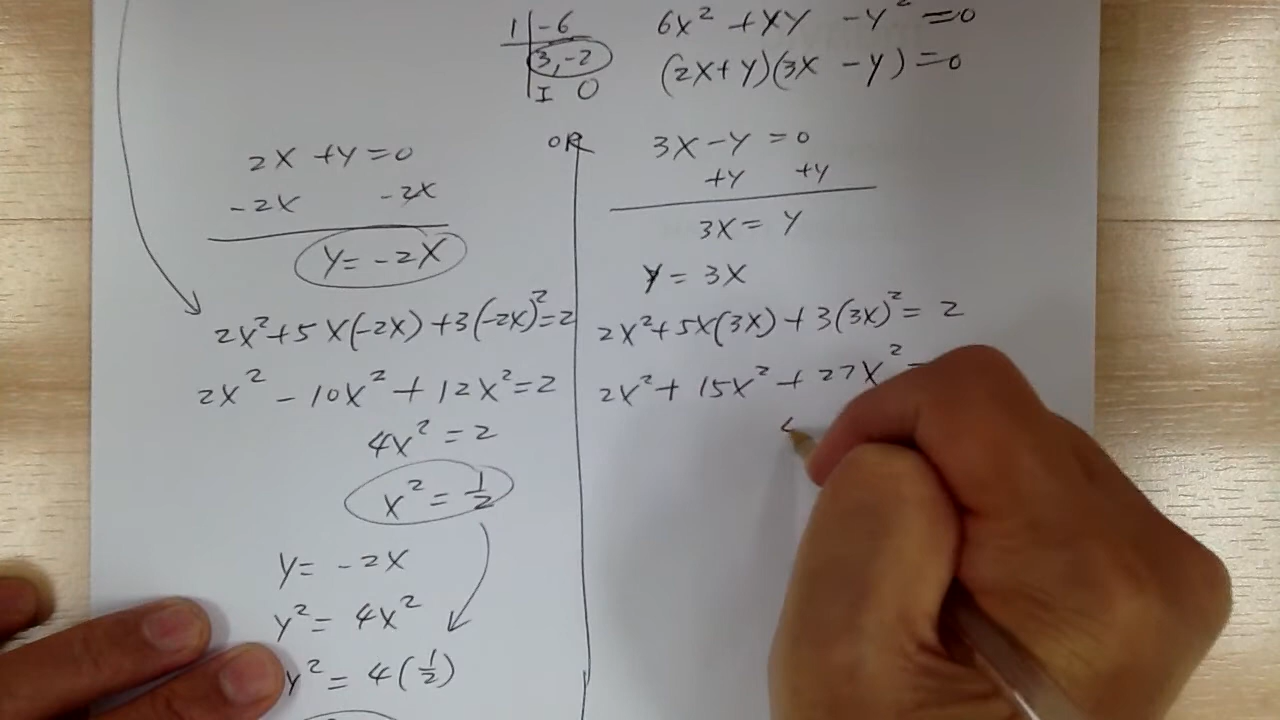 1 | -6
3, -2
1 0
6x² + xy - y² = 0
(2x + y)(3x - y) = 0
OR
2x + y = 0
-2x -2x
y = -2x
2x² + 5x(-2x) + 3(-2x)² = 2
2x² - 10x² + 12x² = 2
4x² = 2
x² = 1/2
y = -2x
y² = 4x²
y² = 4(1/2)
3x - y = 0
+y +y
3x = y
y = 3x
2x² + 5x(3x) + 3(3x)² = 2
2x² + 15x² + 27x²